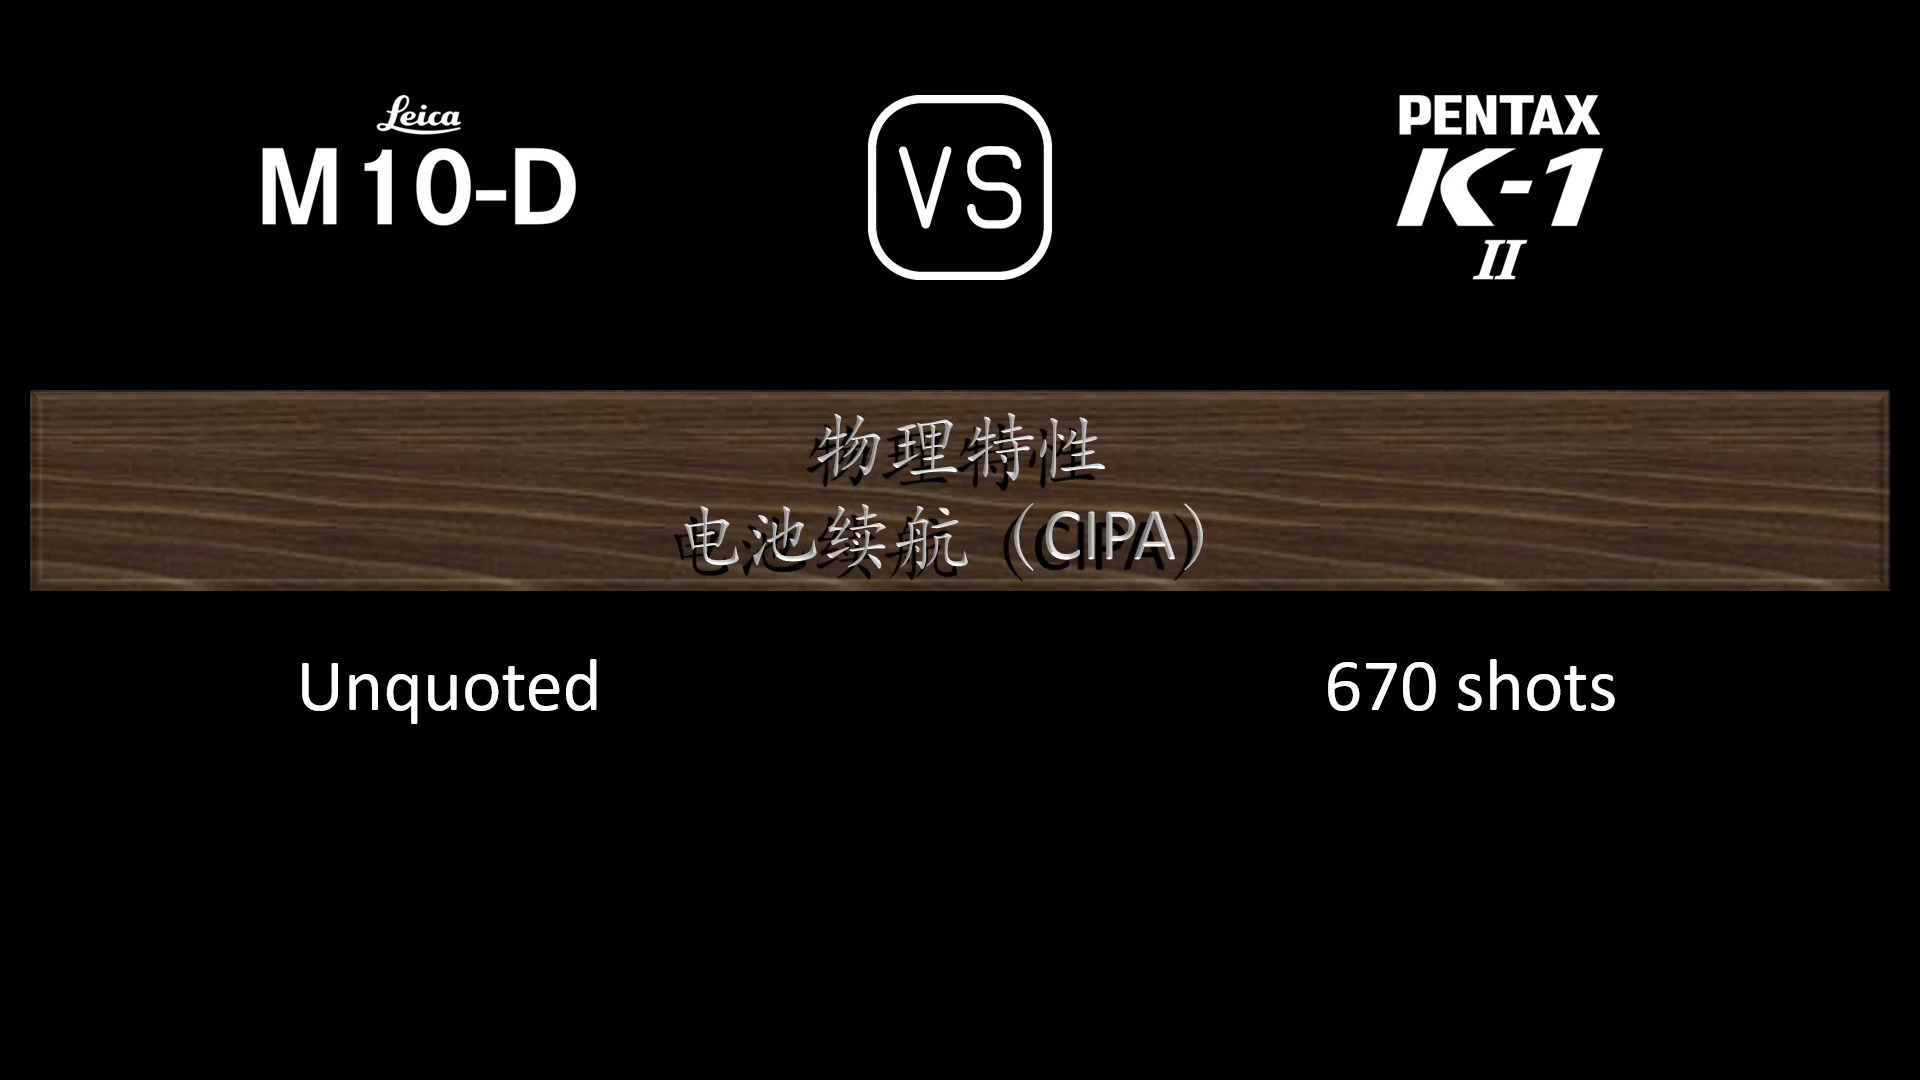 Leica
M10-D
VS
PENTAX
K-1
II
物理特性
电池续航（CIPA）
Unquoted
670 shots